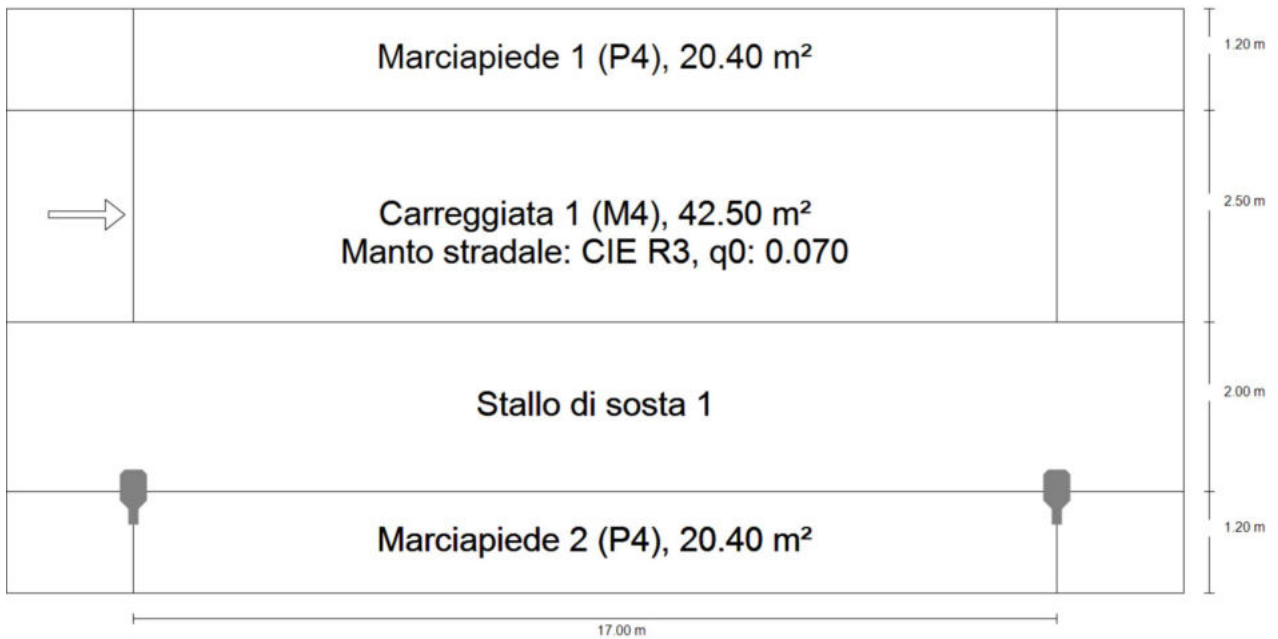 Marciapiede 1 (P4), 20.40 m²
1.20 m
Carreggiata 1 (M4), 42.50 m²
Manto stradale: CIE R3, q0: 0.070
2.50 m
Stallo di sosta 1
2.00 m
Marciapiede 2 (P4), 20.40 m²
1.20 m
17.00 m